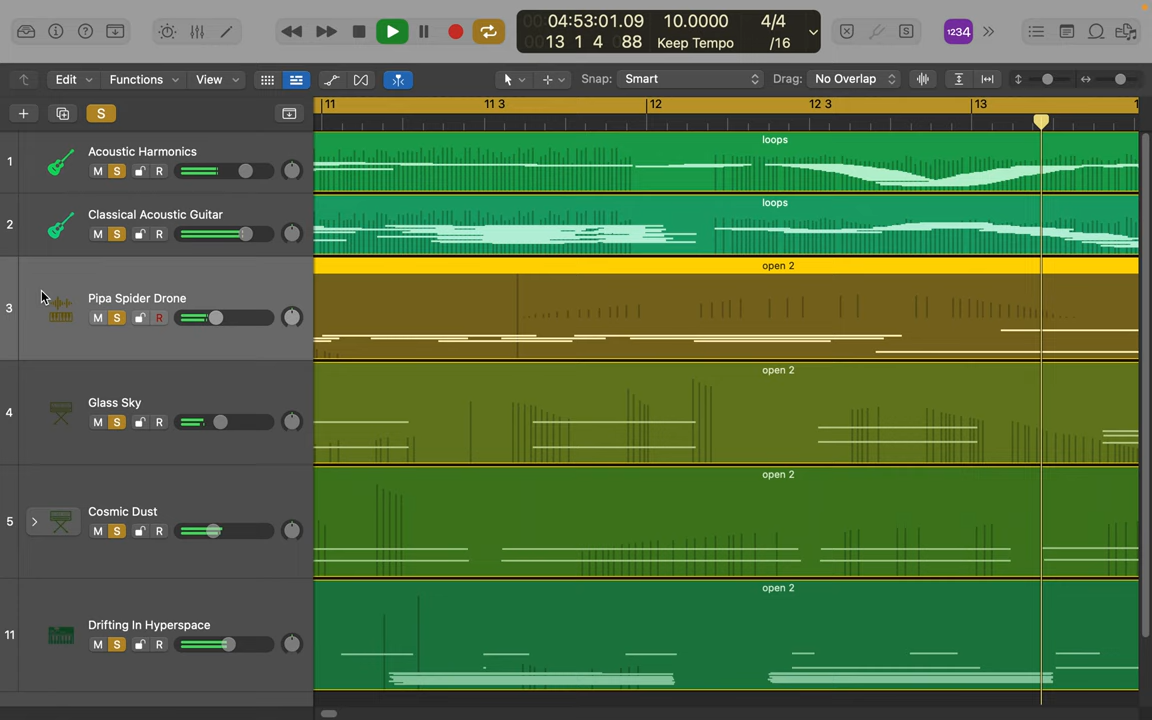 04:53:01.09 10.0000 4/4
13 1 4 088 Keep Tempo /16
1234
Edit Functions View Snap: Smart Drag: No Overlap
S
11 11 3 12 12 3 13 1
1 Acoustic Harmonics
M S R
loops
2 Classical Acoustic Guitar
M S R
loops
3 Pipa Spider Drone
M S R
open 2
4 Glass Sky
M S R
open 2
5 Cosmic Dust
M S R
open 2
11 Drifting In Hyperspace
M S R
open 2